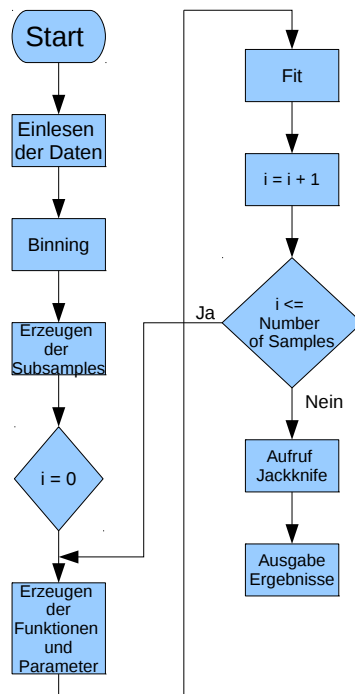 Start
Einlesen
der Daten
Binning
Erzeugen
der
Subsamples
i = 0
Erzeugen
der
Funktionen
und
Parameter
Fit
i = i + 1
i <=
Number
of Samples
Ja
Nein
Aufruf
Jackknife
Ausgabe
Ergebnisse